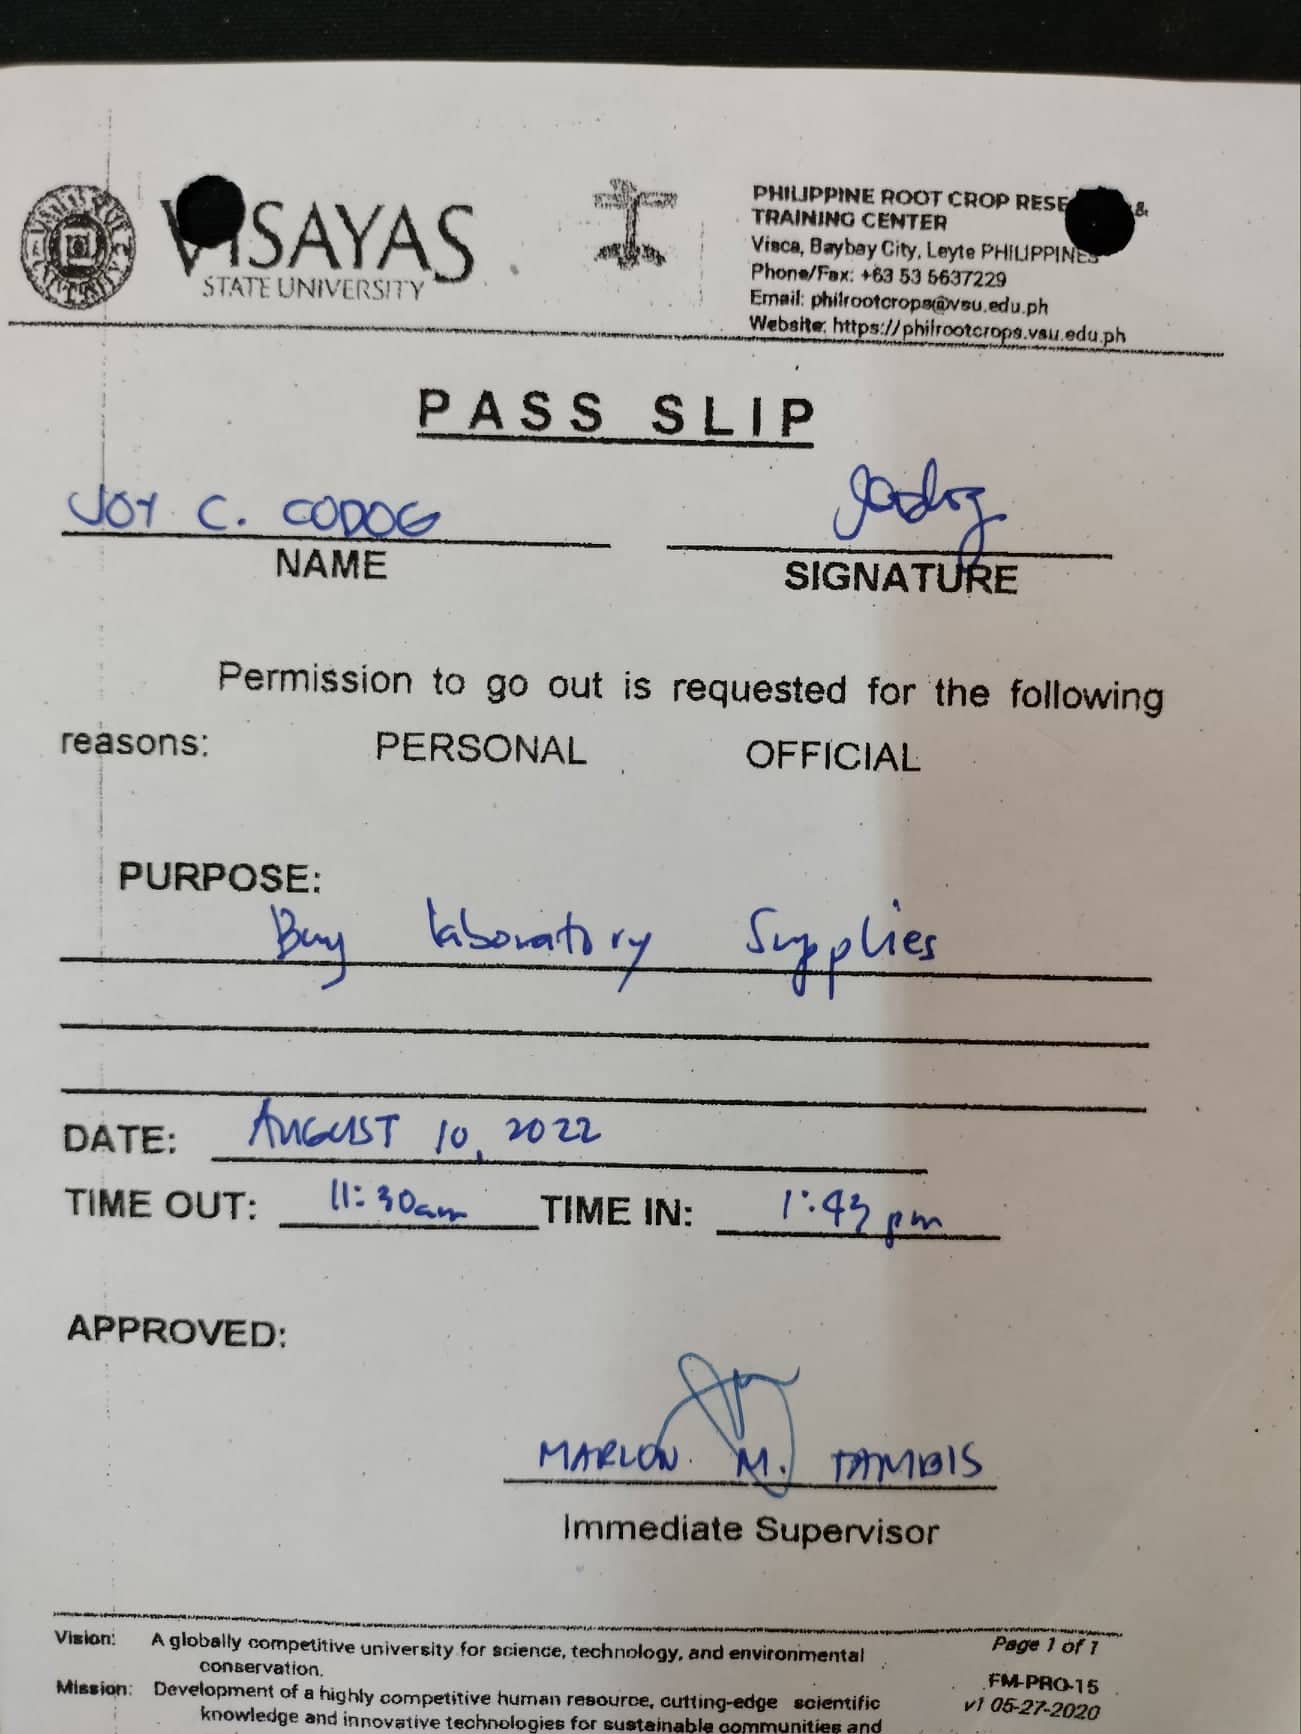 VISAYAS
STATE UNIVERSITY
PHILIPPINE ROOT CROP RESE &
TRAINING CENTER
Visca, Baybay City, Leyte PHILIPPINES
Phone/Fax: +63 53 5637229
Email: philrootcrops@vsu.edu.ph
Website: https://philrootcrops.vsu.edu.ph
PASS SLIP
JOY C. CODOG
NAME
SIGNATURE
Permission to go out is requested for the following
reasons: PERSONAL OFFICIAL
PURPOSE:
Buy laboratory Supplies
DATE: AUGUST 10, 2022
TIME OUT: 11:30am TIME IN: 1:43 pm
APPROVED:
MARLON M. TAMBIS
Immediate Supervisor
Vision: A globally competitive university for science, technology, and environmental
conservation.
Mission: Development of a highly competitive human resource, cutting-edge scientific
knowledge and innovative technologies for sustainable communities and
Page 1 of 1
FM-PRO-15
v1 05-27-2020